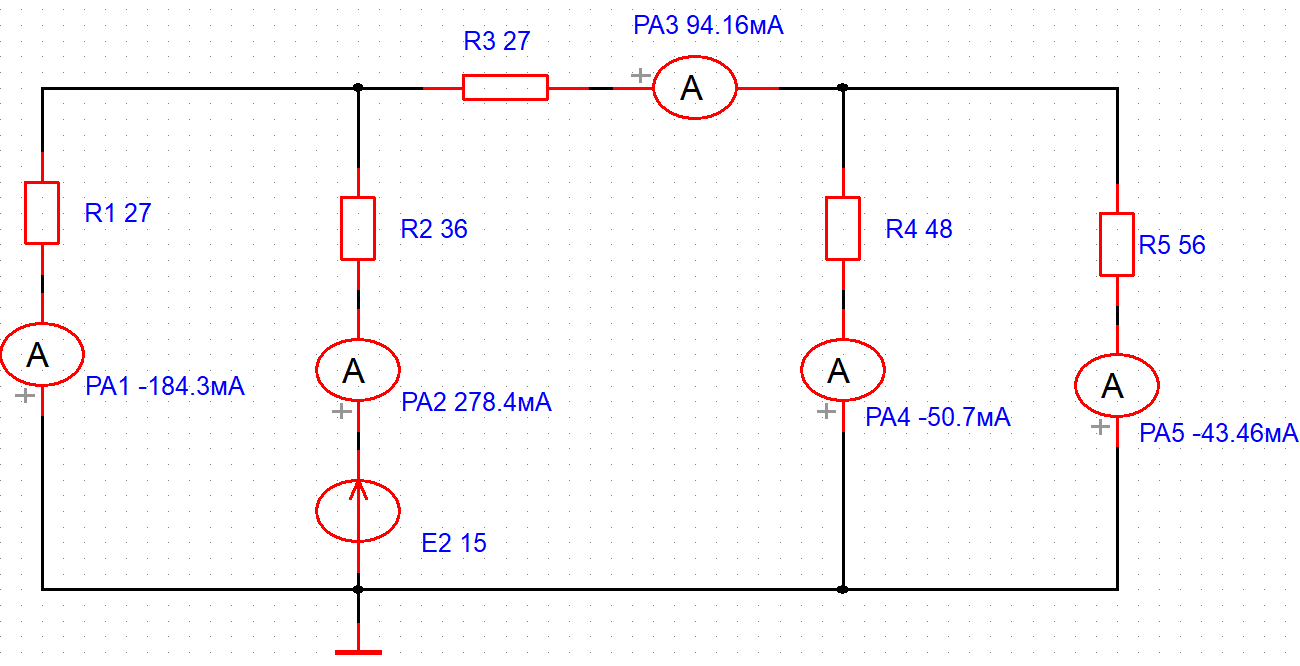 PA3 94.16мА
R3 27
A
R1 27
R2 36
R4 48
R5 56
A
A
A
A
PA1 -184.3мА
PA2 278.4мА
PA4 -50.7мА
PA5 -43.46мА
E2 15